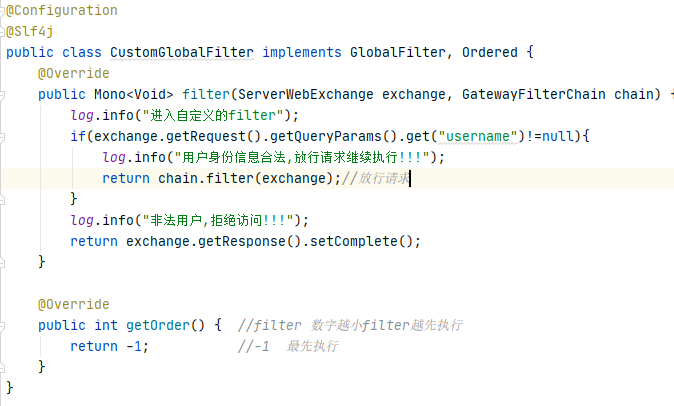 @Configuration
@Slf4j
public class CustomGlobalFilter implements GlobalFilter, Ordered {
    @Override
    public Mono<Void> filter(ServerWebExchange exchange, GatewayFilterChain chain) {
        log.info("进入自定义的filter");
        if(exchange.getRequest().getQueryParams().get("username")!=null){
            log.info("用户身份信息合法,放行请求继续执行!!!");
            return chain.filter(exchange);//放行请求
        }
        log.info("非法用户,拒绝访问!!!");
        return exchange.getResponse().setComplete();
    }
    @Override
    public int getOrder() {  //filter 数字越小filter越先执行
        return -1;           //-1  最先执行
    }
}